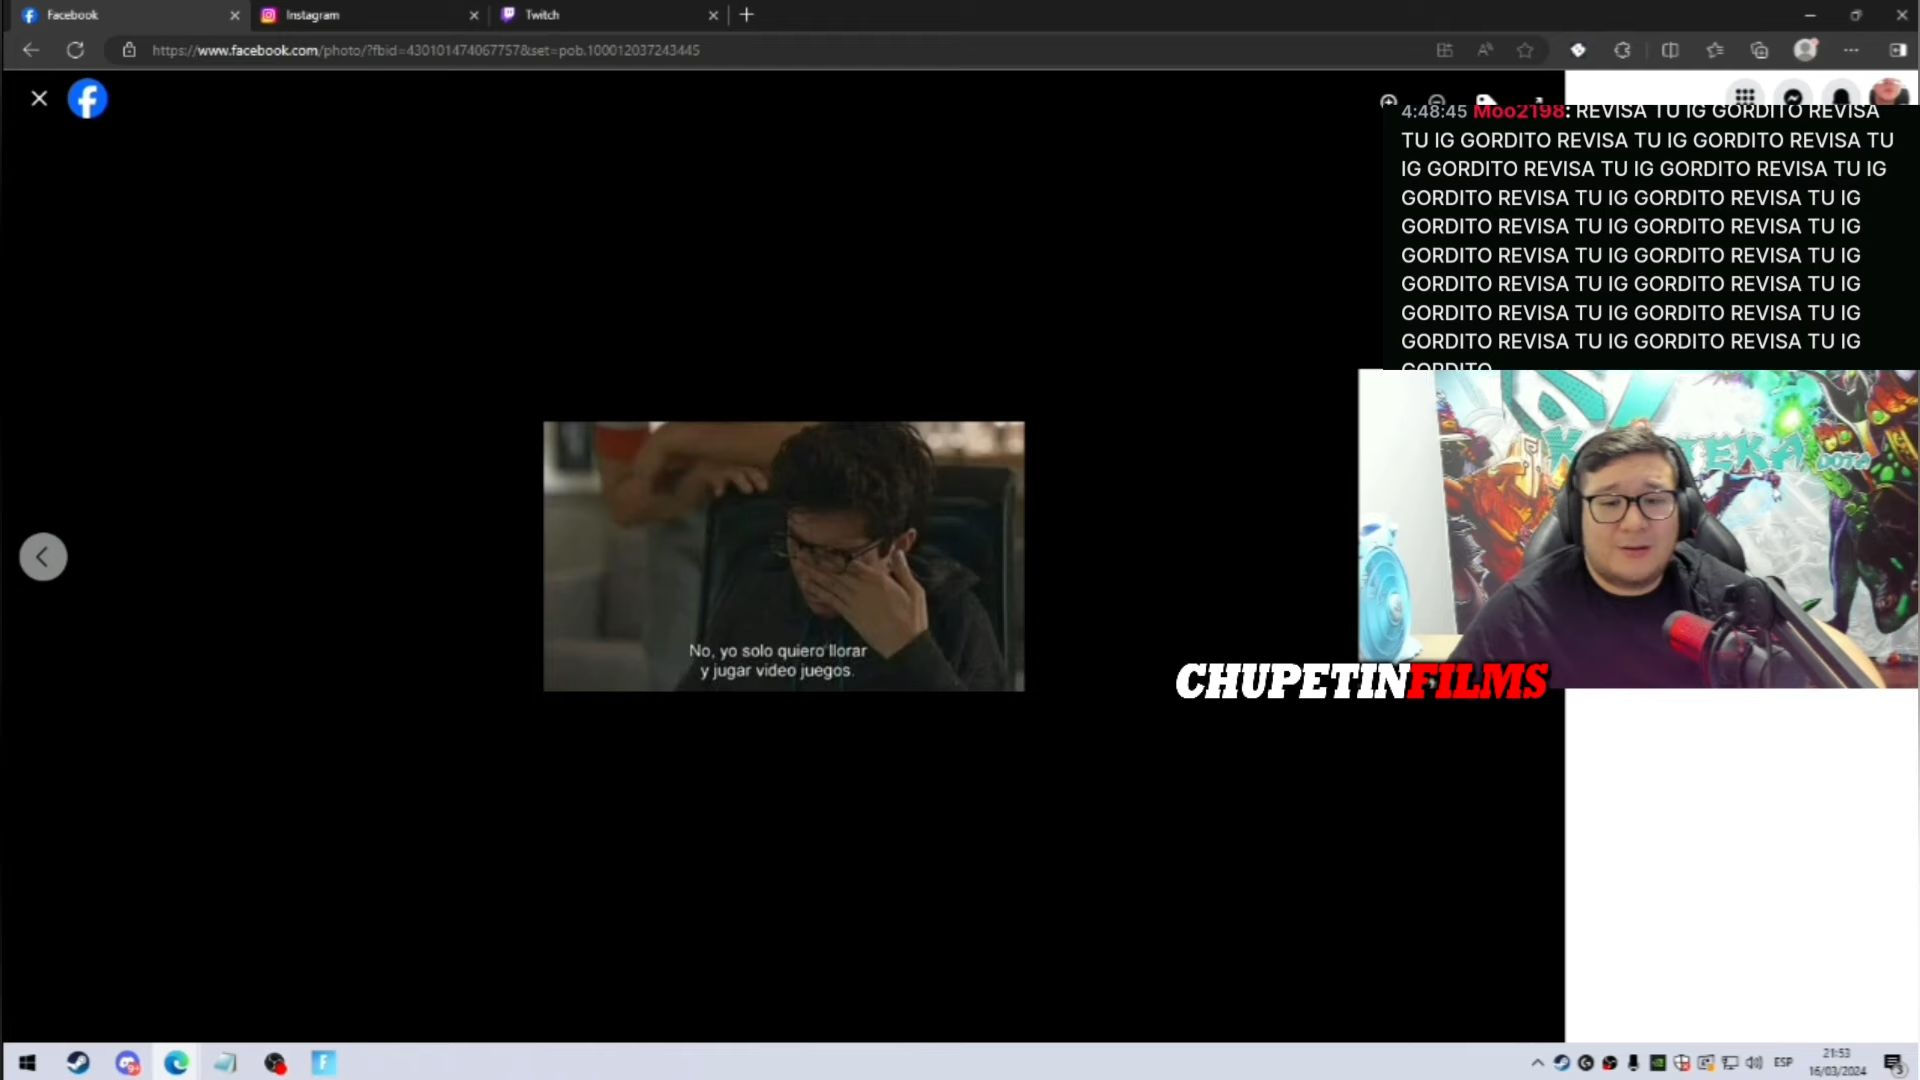 Facebook
Instagram
Twitch
https://www.facebook.com/photo/?fbid=430101474067757&set=pob.100012037243445
4:48:45 Moo2198: REVISA TU IG GORDITO REVISA
TU IG GORDITO REVISA TU IG GORDITO REVISA TU
IG GORDITO REVISA TU IG GORDITO REVISA TU IG
GORDITO REVISA TU IG GORDITO REVISA TU IG
GORDITO REVISA TU IG GORDITO REVISA TU IG
GORDITO REVISA TU IG GORDITO REVISA TU IG
GORDITO REVISA TU IG GORDITO REVISA TU IG
GORDITO REVISA TU IG GORDITO REVISA TU IG
GORDITO REVISA TU IG GORDITO REVISA TU IG
GORDITO
TEKA
DOTA
No, yo solo quiero llorar
y jugar video juegos.
CHUPETINFILMS
ESP
21:53
16/03/2024